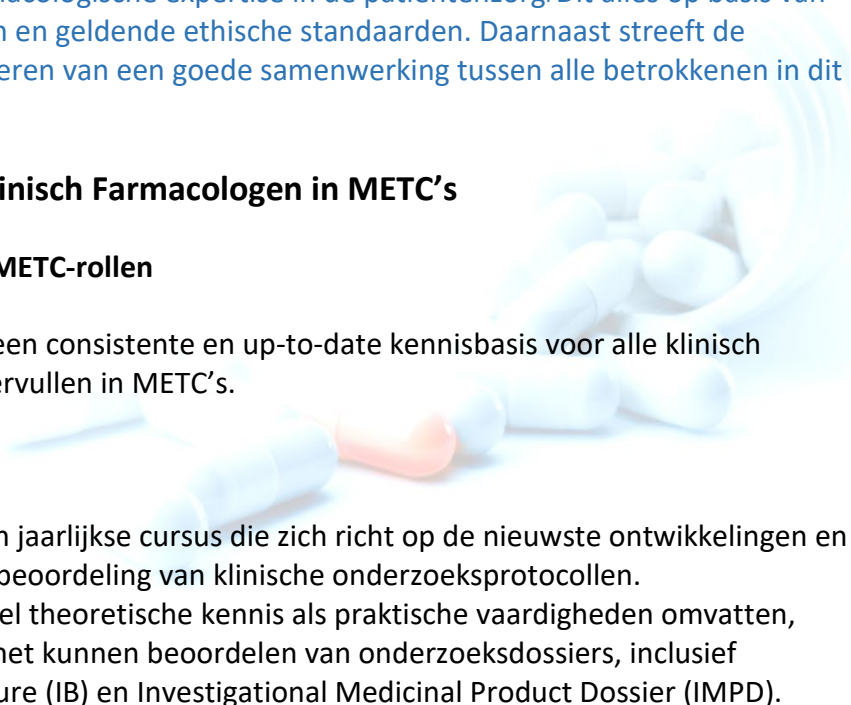 acologische expertise in de patiëntenzorg. Dit alles op basis van
n en geldende ethische standaarden. Daarnaast streeft de
eren van een goede samenwerking tussen alle betrokkenen in dit
linisch Farmacologen in METC’s
METC-rollen
een consistente en up-to-date kennisbasis voor alle klinisch
ervullen in METC’s.
n jaarlijkse cursus die zich richt op de nieuwste ontwikkelingen en
beoordeling van klinische onderzoeksprotocollen.
el theoretische kennis als praktische vaardigheden omvatten,
net kunnen beoordelen van onderzoeksdossiers, inclusief
ure (IB) en Investigational Medicinal Product Dossier (IMPD).